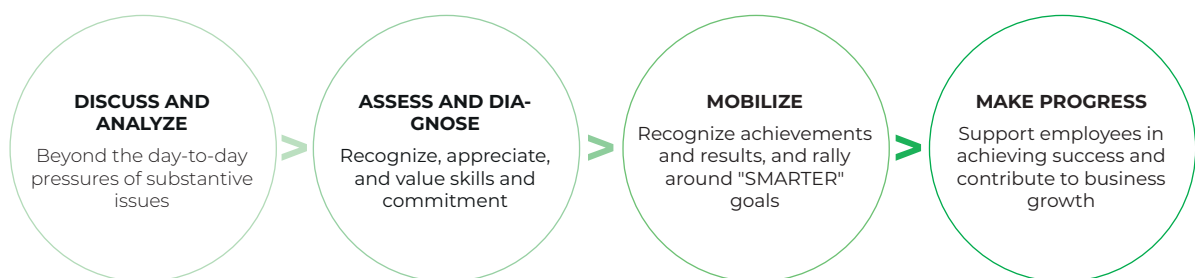 DISCUSS AND
ANALYZE
Beyond the day-to-day
pressures of substantive
issues
>
ASSESS AND DIA-
GNOSE
Recognize, appreciate,
and value skills and
commitment
>
MOBILIZE
Recognize achievements
and results, and rally
around "SMARTER"
goals
>
MAKE PROGRESS
Support employees in
achieving success and
contribute to business
growth